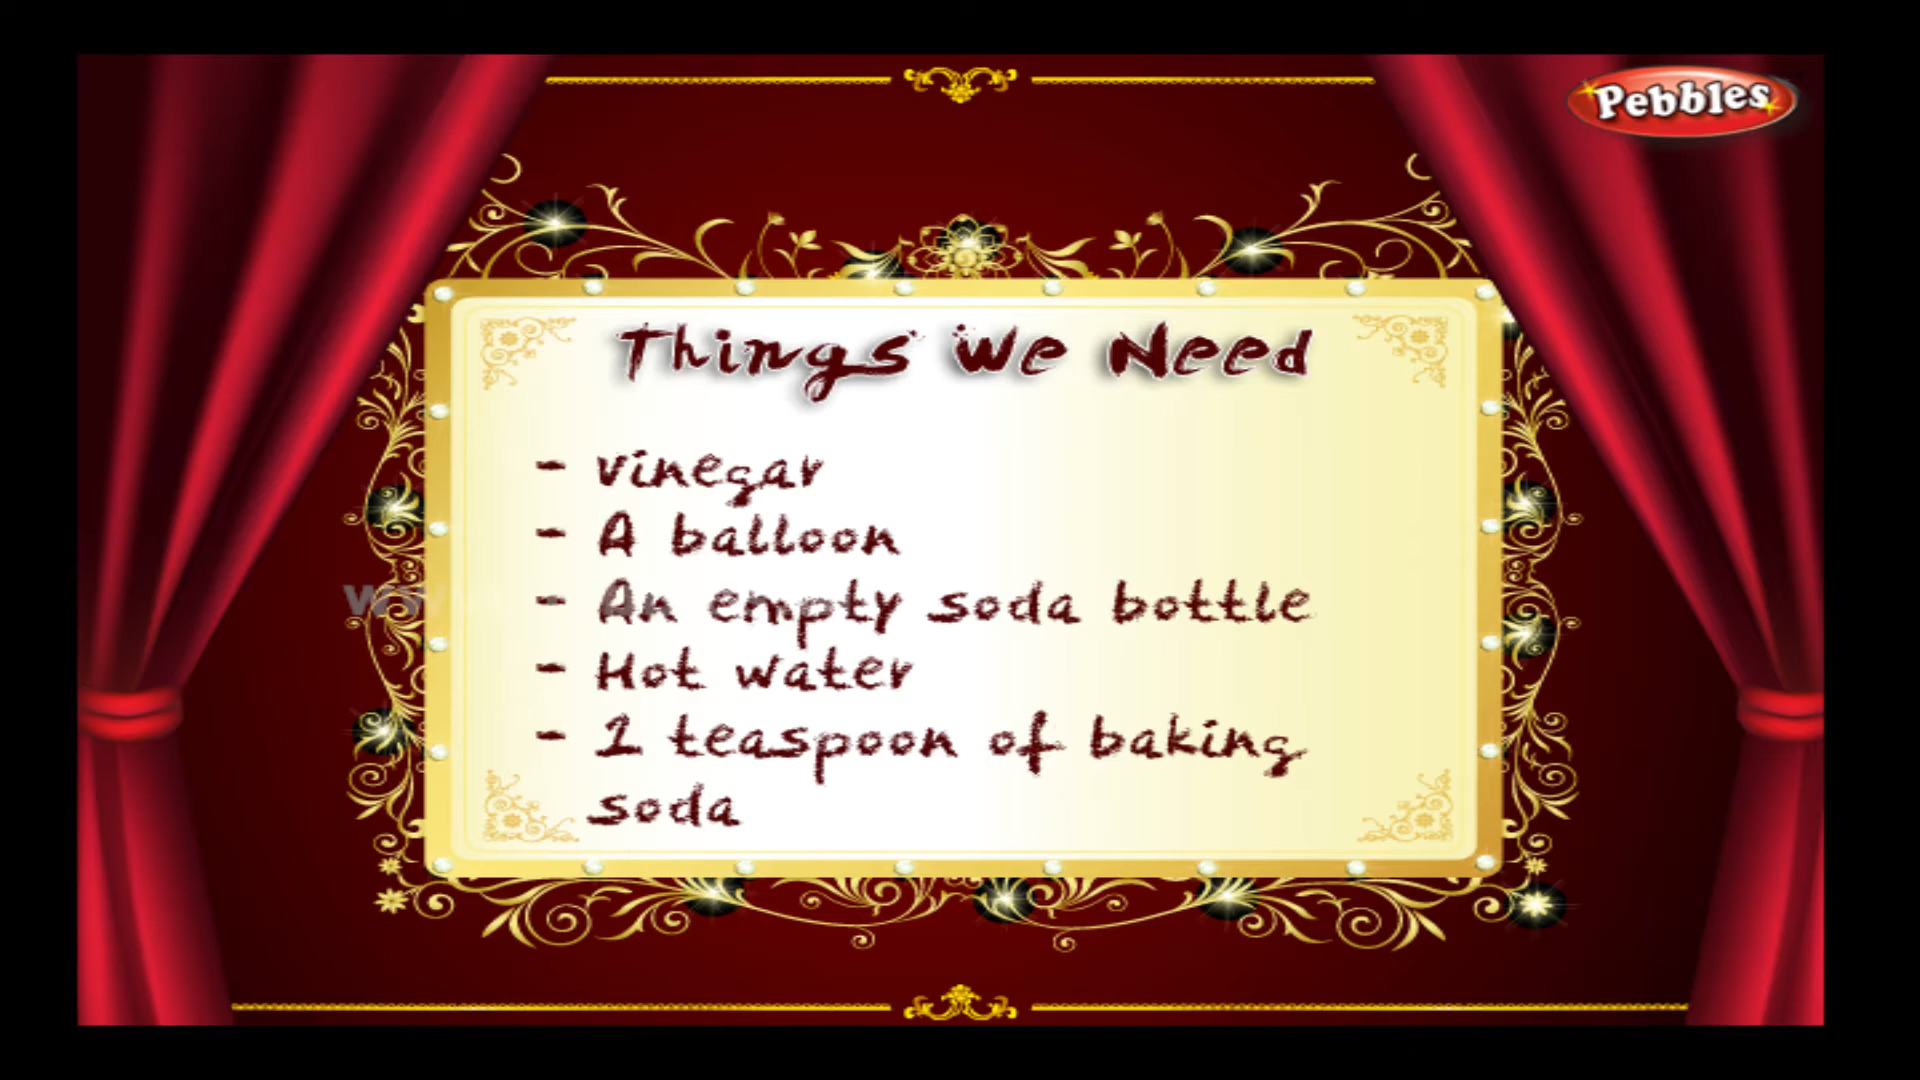 Pebbles
Things We Need
- vinegar
- A balloon
- An empty soda bottle
- Hot water
- 1 teaspoon of baking
soda